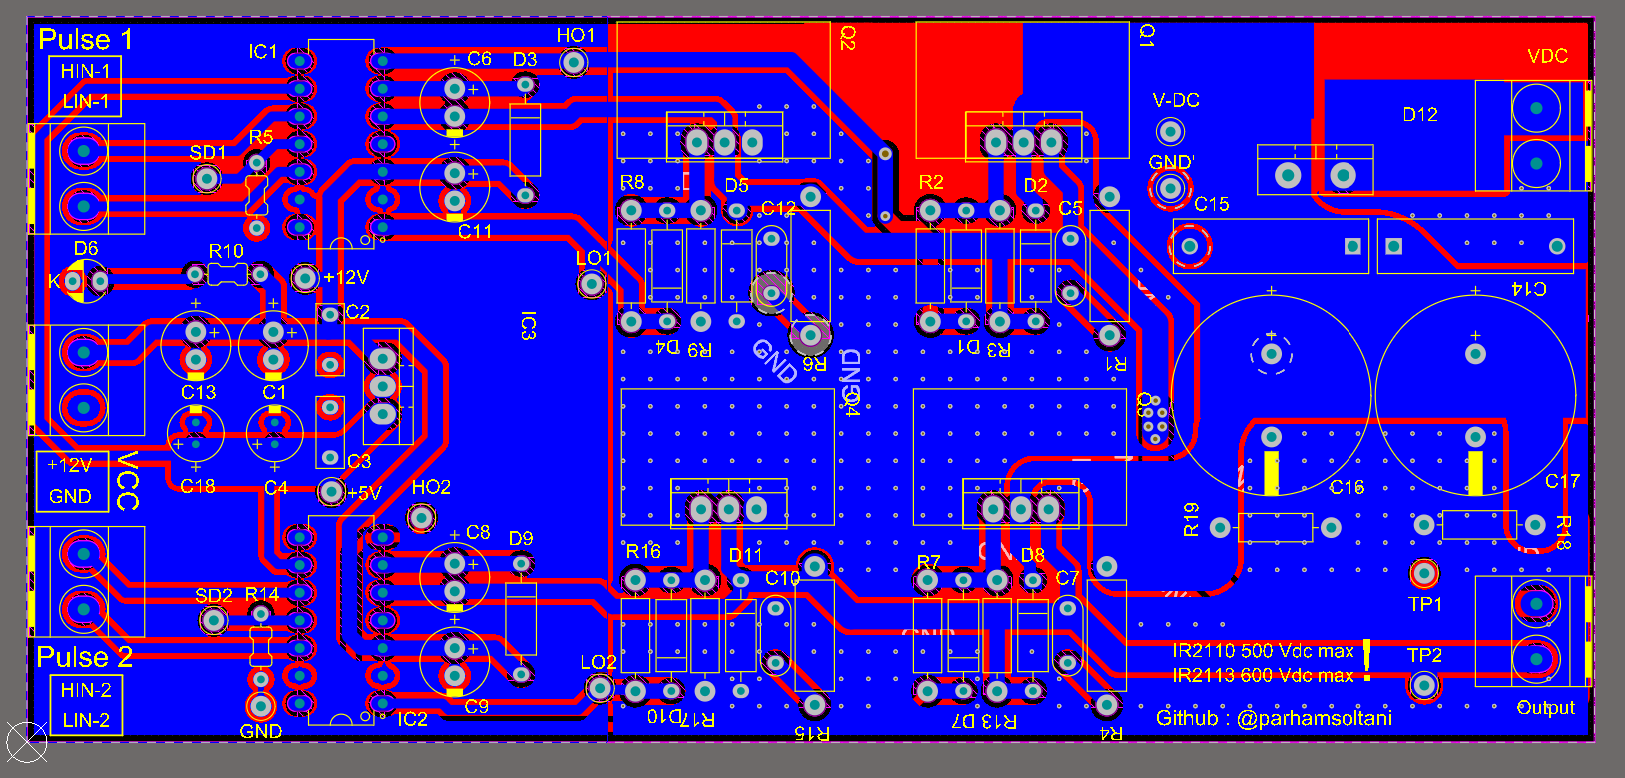 Pulse 1
HIN-1
LIN-1
IC1
SD1
R5
C6
D3
HO1
Q2
Q1
VDC
V-DC
D12
GND
C15
R8
D5
C12
R2
D2
C5
C11
D6
K
R10
+12V
LO1
C2
IC3
C14
C13
C1
D4
R9
R6
D1
R3
R1
GND
GND
Q4
Q3
+12V
GND
VCC
C18
C4
C3
+5V
HO2
C16
C17
R19
R18
C8
D9
R16
D11
C10
R7
D8
C7
SD2
R14
TP1
GND
Pulse 2
HIN-2
LIN-2
GND
IC2
C9
LO2
D10
R17
R15
D7
R13
R4
IR2110 500 Vdc max
IR2113 600 Vdc max
!
TP2
Output
Github : @parhamsoltani